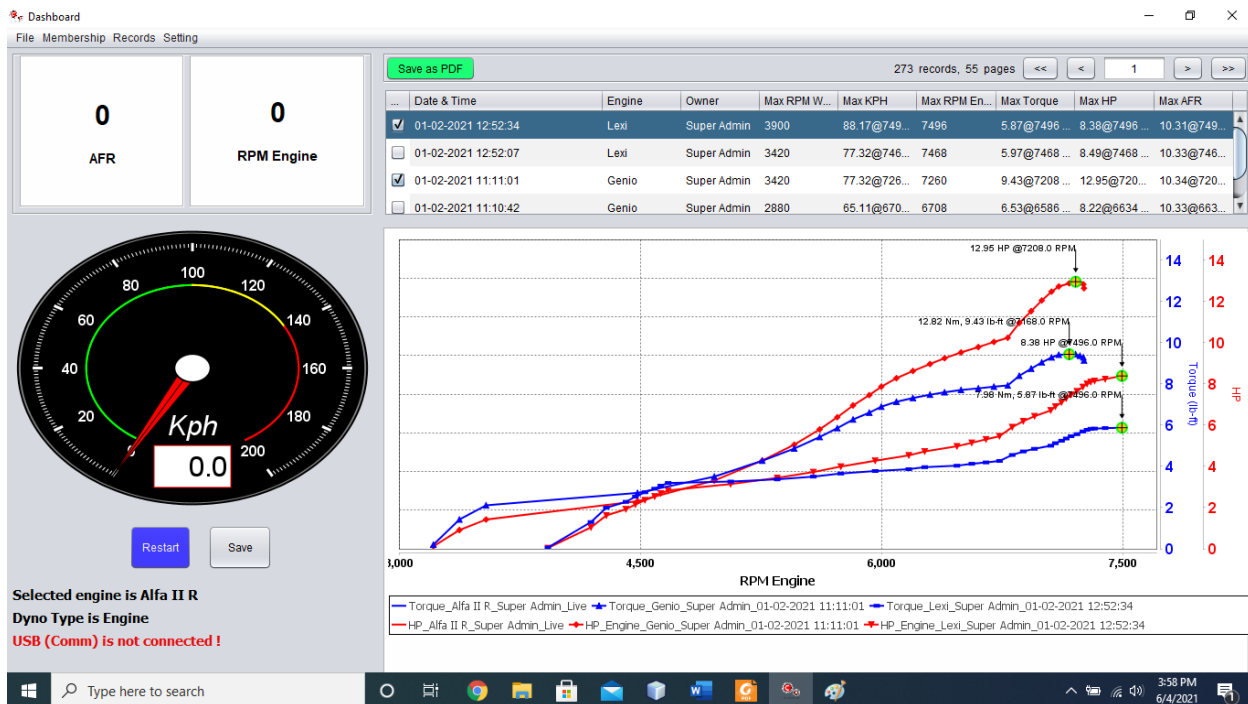 Dashboard
File Membership Records Setting
0
AFR
0
RPM Engine
Save as PDF
273 records, 55 pages << < 1 > >>
... Date & Time Engine Owner Max RPM W... Max KPH Max RPM En... Max Torque Max HP Max AFR
01-02-2021 12:52:34 Lexi Super Admin 3900 88.17@749... 7496 5.87@7496 ... 8.38@7496 ... 10.31@749...
01-02-2021 12:52:07 Lexi Super Admin 3420 77.32@746... 7468 5.97@7468 ... 8.49@7468 ... 10.33@746...
01-02-2021 11:11:01 Genio Super Admin 3420 77.32@726... 7260 9.43@7208 ... 12.95@720... 10.34@720...
01-02-2021 11:10:42 Genio Super Admin 2880 65.11@670... 6708 6.53@6586 ... 8.22@6634 ... 10.33@663...
0 20 40 60 80 100 120 140 160 180 200
Kph
0.0
Restart Save
Selected engine is Alfa II R
Dyno Type is Engine
USB (Comm) is not connected !
12.95 HP @7208.0 RPM
12.82 Nm, 9.43 lb-ft @7168.0 RPM
8.38 HP @7496.0 RPM
7.98 Nm, 5.87 lb-ft @7496.0 RPM
14 14
12 12
10 10
8 8
6 6
4 4
2 2
0 0
Torque (lb-ft)
HP
3,000 4,500 6,000 7,500
RPM Engine
Torque_Alfa II R_Super Admin_Live Torque_Genio_Super Admin_01-02-2021 11:11:01 Torque_Lexi_Super Admin_01-02-2021 12:52:34
HP_Alfa II R_Super Admin_Live HP_Engine_Genio_Super Admin_01-02-2021 11:11:01 HP_Engine_Lexi_Super Admin_01-02-2021 12:52:34
Type here to search
3:58 PM
6/4/2021
1